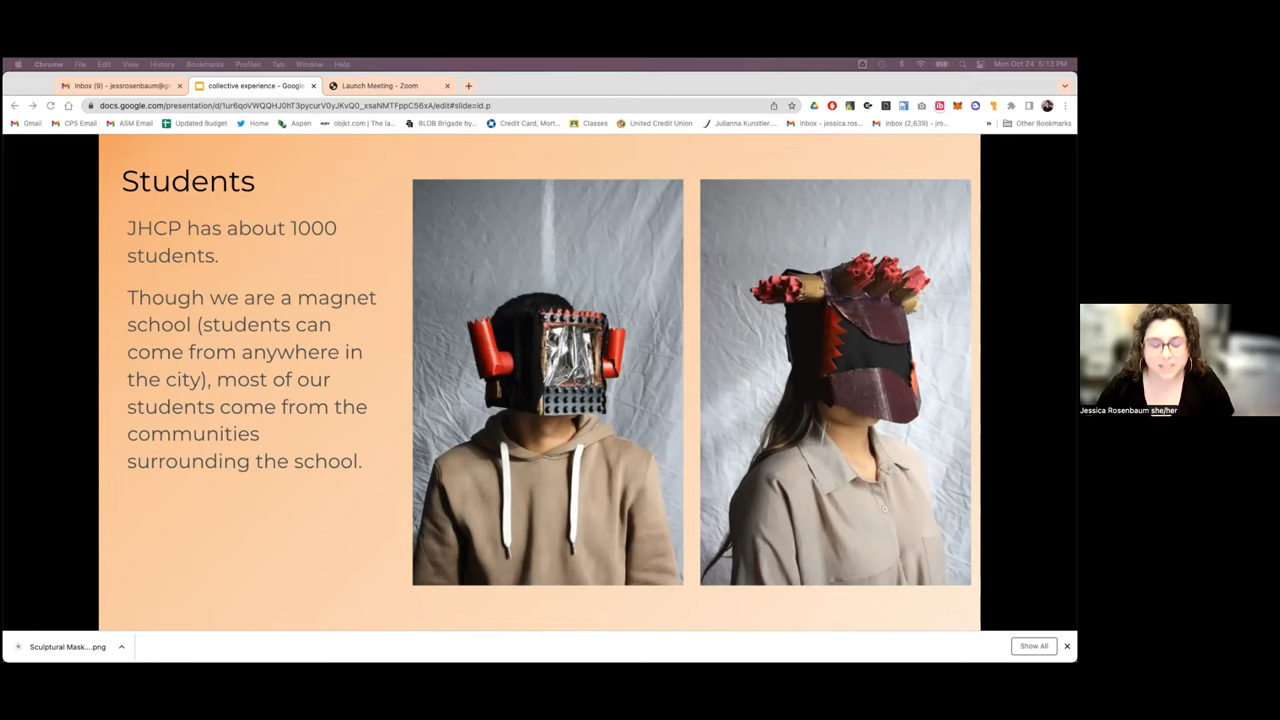 Chrome File Edit View History Bookmarks Profiles Tab Window Help Mon Oct 24 5:13 PM
Inbox (9) - jessrosenbaum@g collective experience - Google Launch Meeting - Zoom
docs.google.com/presentation/d/1ur6qoVWQQHJ0hT3pycurV0yJKvQ0_xsaNMTFppC56xA/edit#slide=id.p
Gmail CPS Email ASM Email Updated Budget Home Aspen objkt.com | The la... BLOB Brigade by... Credit Card, Mort... Classes United Credit Union Julianna Kunstler.... Inbox - jessica.ros... Inbox (2,639) - jro... » Other Bookmarks
Students
JHCP has about 1000
students.
Though we are a magnet
school (students can
come from anywhere in
the city), most of our
students come from the
communities
surrounding the school.
Jessica Rosenbaum she/her
Sculptural Mask....png Show All